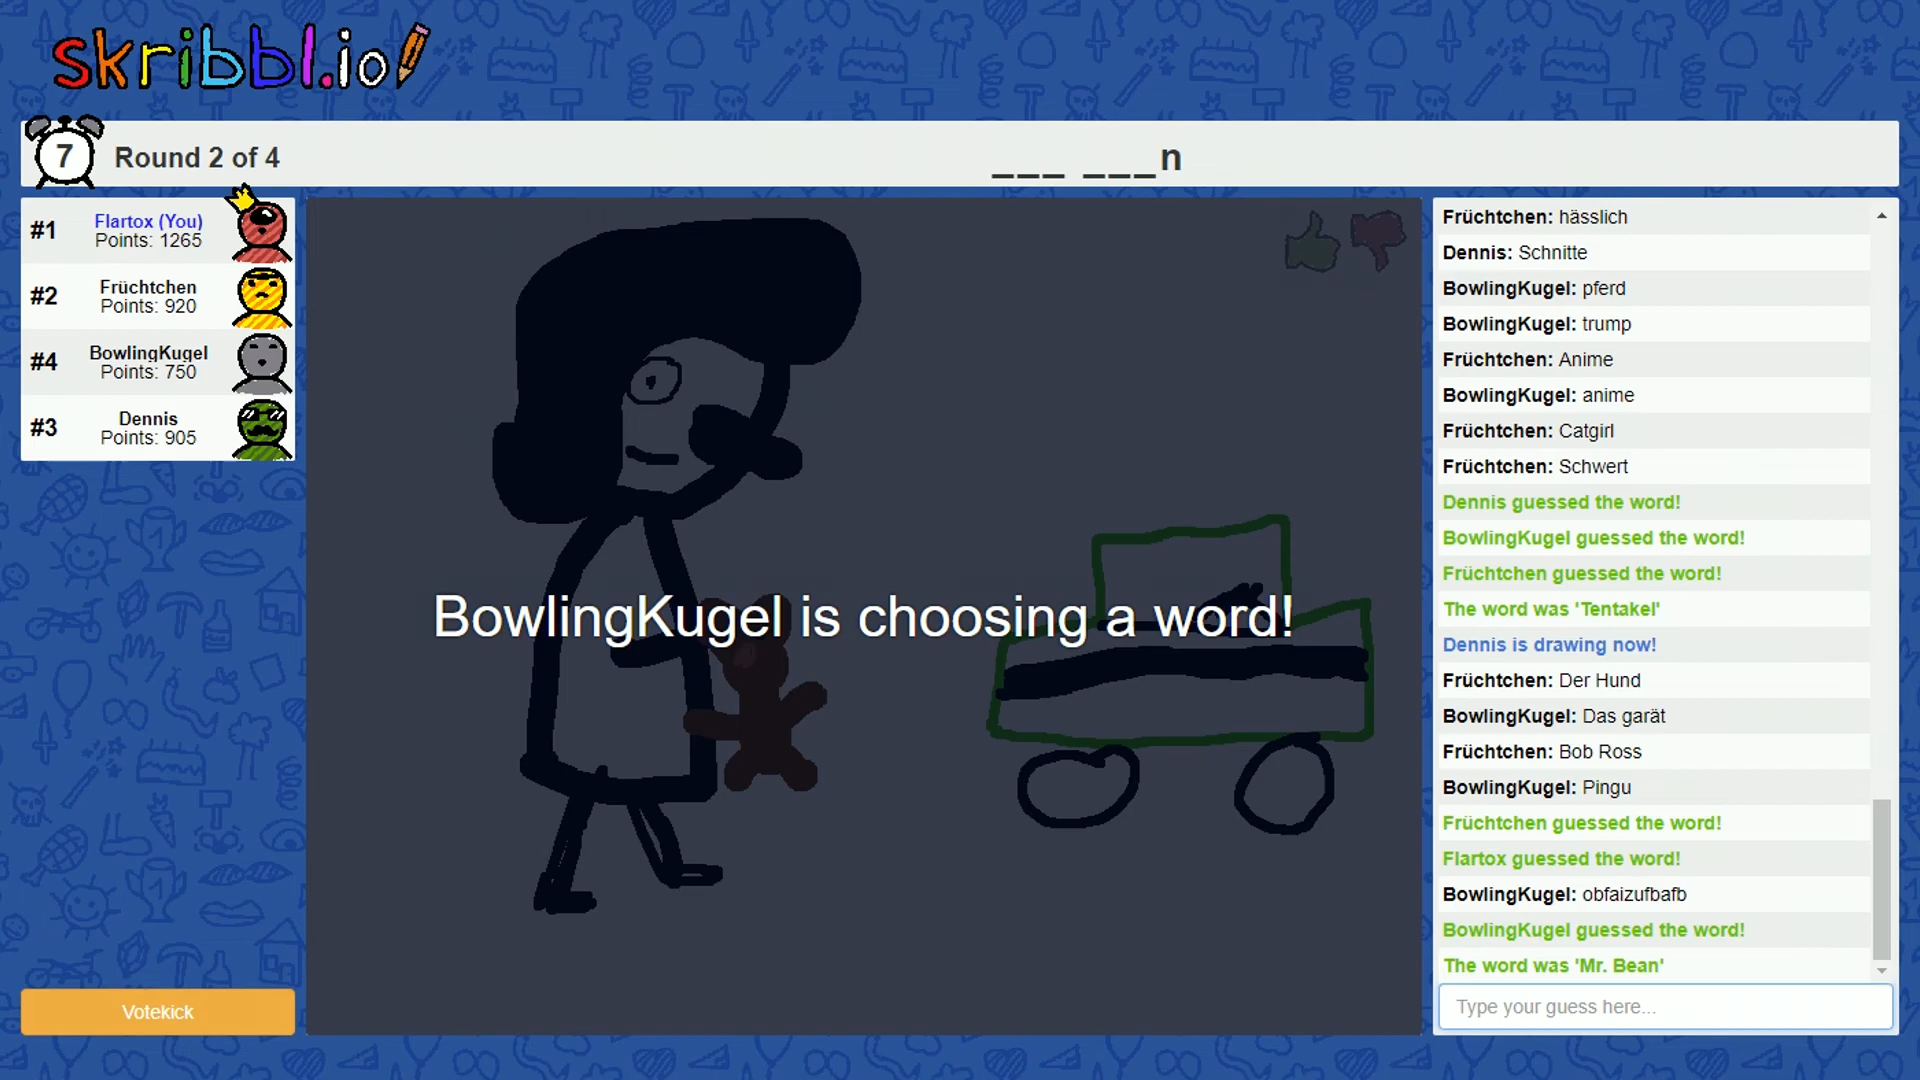 skribbl.io
7
Round 2 of 4
___ ___n
#1
Flartox (You)
Points: 1265
#2
Früchtchen
Points: 920
#4
BowlingKugel
Points: 750
#3
Dennis
Points: 905
BowlingKugel is choosing a word!
Früchtchen: hässlich
Dennis: Schnitte
BowlingKugel: pferd
BowlingKugel: trump
Früchtchen: Anime
BowlingKugel: anime
Früchtchen: Catgirl
Früchtchen: Schwert
Dennis guessed the word!
BowlingKugel guessed the word!
Früchtchen guessed the word!
The word was 'Tentakel'
Dennis is drawing now!
Früchtchen: Der Hund
BowlingKugel: Das garät
Früchtchen: Bob Ross
BowlingKugel: Pingu
Früchtchen guessed the word!
Flartox guessed the word!
BowlingKugel: obfaizufbafb
BowlingKugel guessed the word!
The word was 'Mr. Bean'
Votekick
Type your guess here...